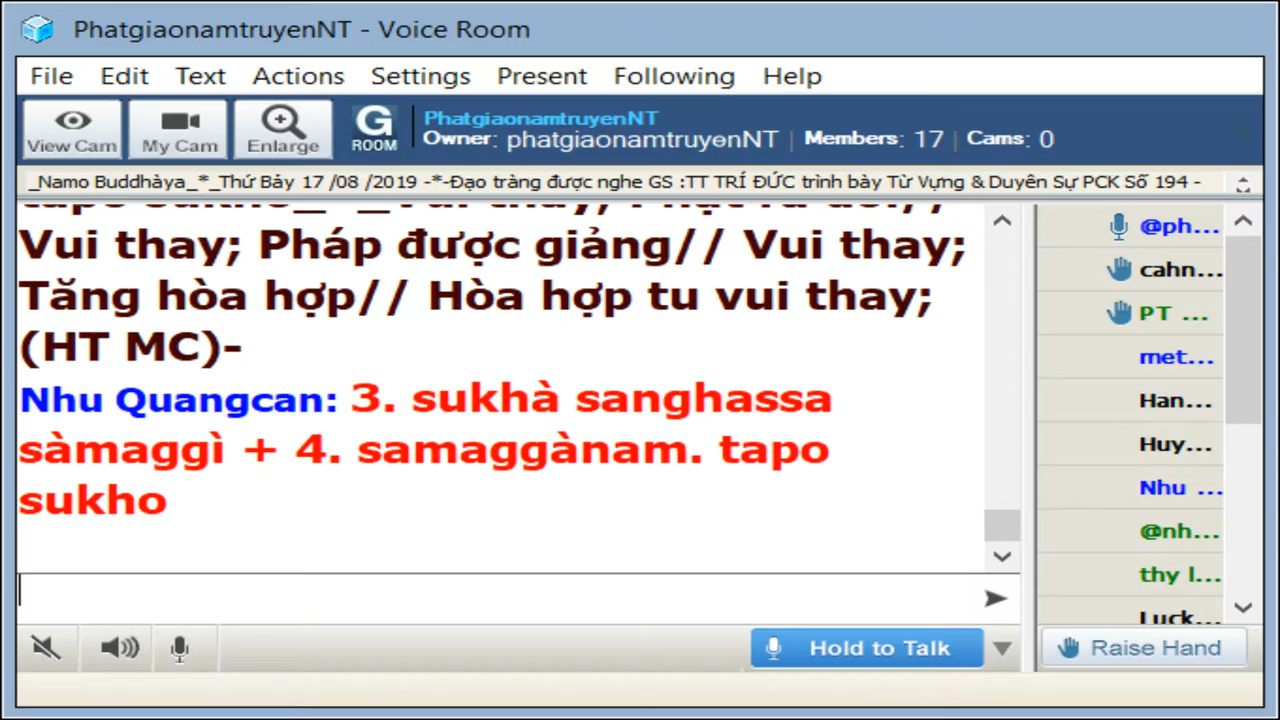 PhatgiaonamtruyenNT - Voice Room
File Edit Text Actions Settings Present Following Help
View Cam My Cam Enlarge G ROOM
PhatgiaonamtruyenNT
Owner: phatgiaonamtruyenNT | Members: 17 | Cams: 0
_Namo Buddhàya_*_Thứ Bảy 17 /08 /2019 -*-Đạo tràng được nghe GS :TT TRÍ ĐỨC trình bày Từ Vựng & Duyên Sự PCK Số 194 -
Vui thay; Pháp được giảng// Vui thay;
Tăng hòa hợp// Hòa hợp tu vui thay;
(HT MC)-
Nhu Quangcan: 3. sukhà sanghassa
sàmaggì + 4. samaggànam. tapo
sukho
@ph...
cahn...
PT ...
met...
Han...
Huy...
Nhu ...
@nh...
thy l...
Luck...
Hold to Talk
Raise Hand